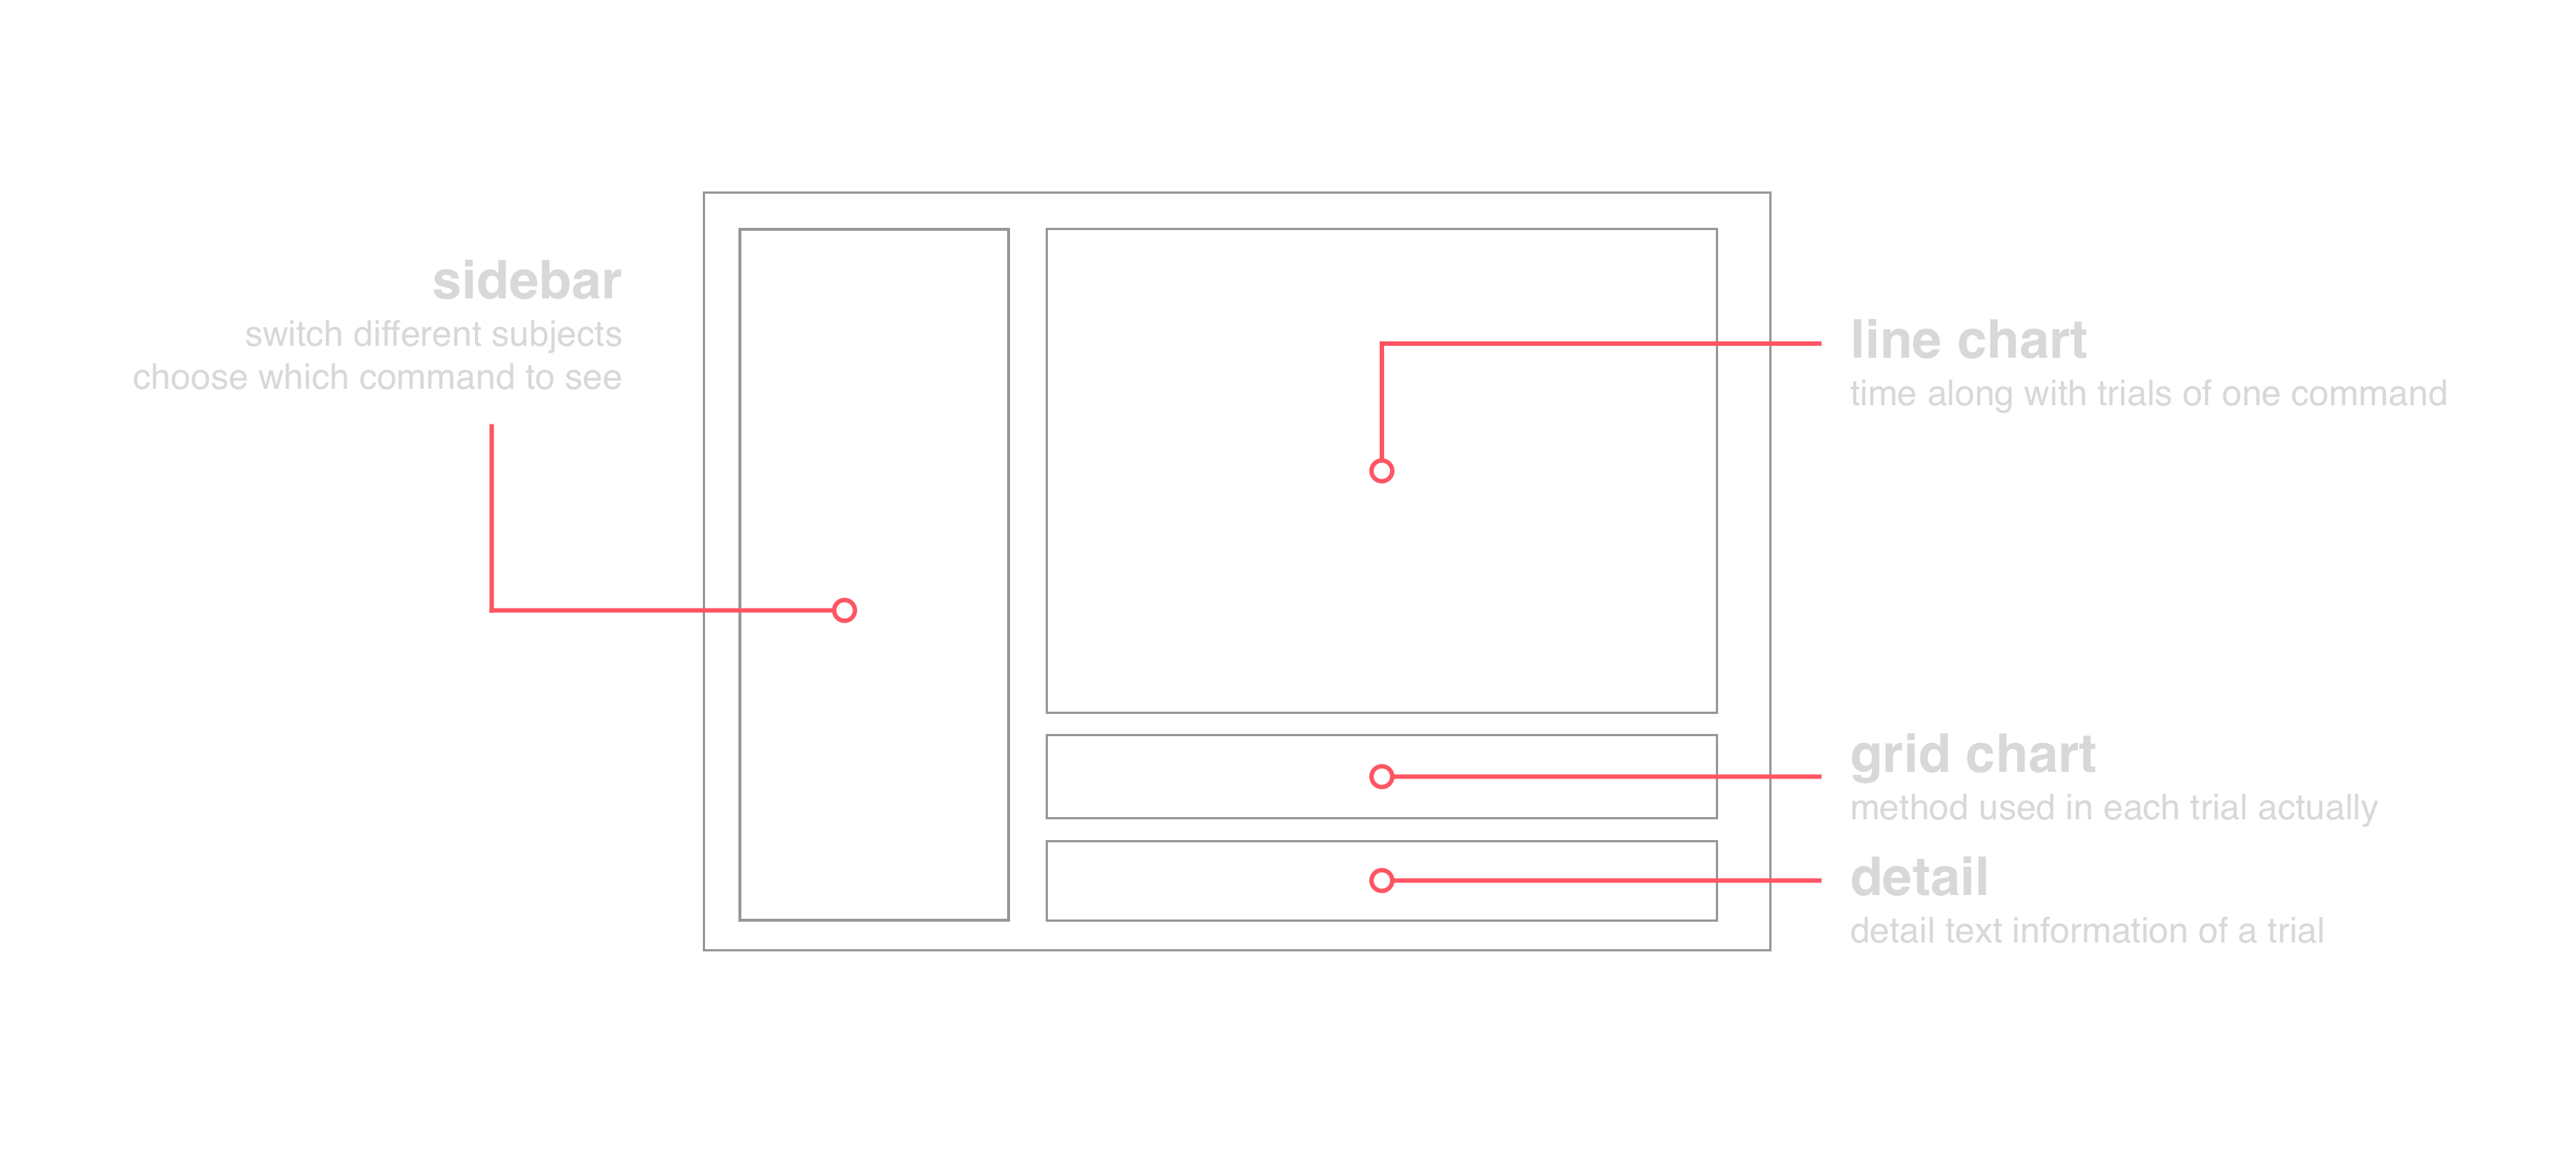 sidebar
switch different subjects
choose which command to see
line chart
time along with trials of one command
grid chart
method used in each trial actually
detail
detail text information of a trial